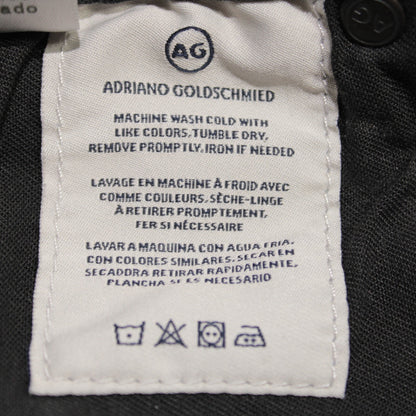 ado
AG
AG
ADRIANO GOLDSCHMIED
MACHINE WASH COLD WITH
LIKE COLORS, TUMBLE DRY,
REMOVE PROMPTLY, IRON IF NEEDED
LAVAGE EN MACHINE À FROID AVEC
COMME COULEURS, SÈCHE-LINGE
À RETIRER PROMPTEMENT,
FER SI NÉCESSAIRE
LAVAR A MAQUINA CON AGUA FRIA,
CON COLORES SIMILARES, SECAR EN
SECADORA RETIRAR RAPIDAMENTE,
PLANCHA SI ES NECESARIO